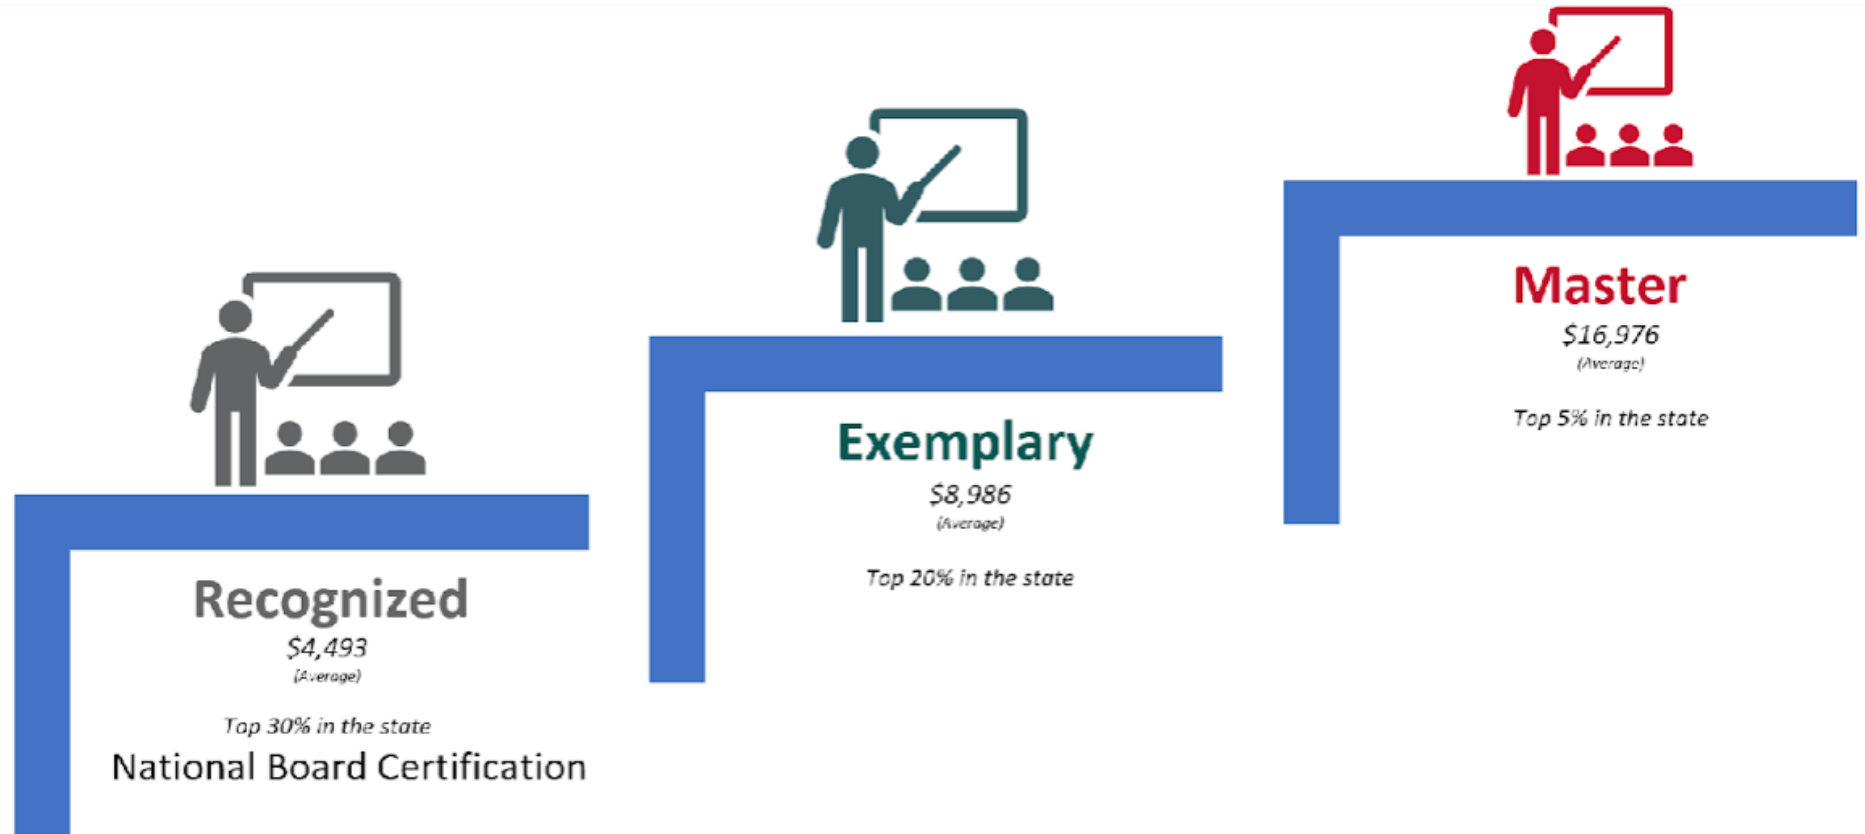 Recognized
$4,493
(Average)
Top 30% in the state
National Board Certification
Exemplary
$8,986
(Average)
Top 20% in the state
Master
$16,976
(Average)
Top 5% in the state